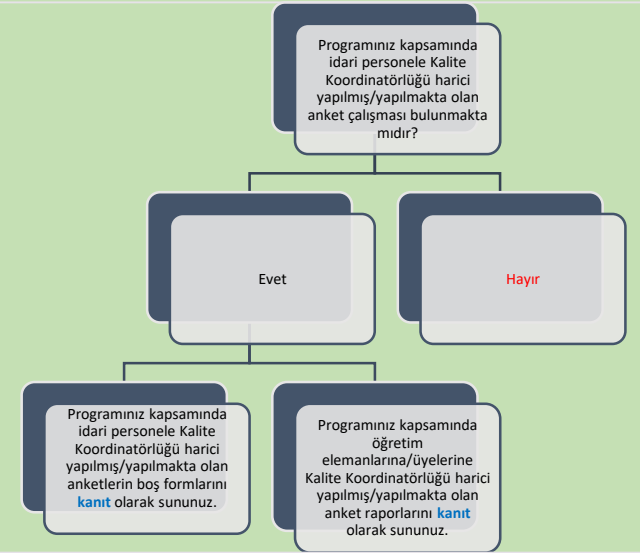 Programınız kapsamında
idari personele Kalite
Koordinatörlüğü harici
yapılmış/yapılmakta olan
anket çalışması bulunmakta
mıdır?
Evet
Hayır
Programınız kapsamında
idari personele Kalite
Koordinatörlüğü harici
yapılmış/yapılmakta olan
anketlerin boş formlarını
kanıt olarak sununuz.
Programınız kapsamında
öğretim
elemanlarına/üyelerine
Kalite Koordinatörlüğü harici
yapılmış/yapılmakta olan
anket raporlarını kanıt
olarak sununuz.